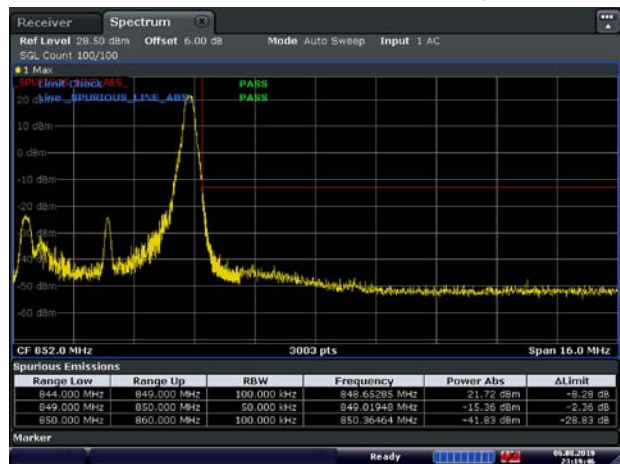 Receiver Spectrum
Ref Level 28.50 dBm Offset 6.00 dB Mode Auto Sweep Input 1 AC
SGL Count 100/100
1 Max
Limit Check PASS
Line _SPURIOUS_LINE_ABS_ PASS
20 dBm
10 dBm
0 dBm
-10 dBm
-20 dBm
-30 dBm
-40 dBm
-50 dBm
-60 dBm
CF 852.0 MHz 3003 pts Span 16.0 MHz
Spurious Emissions
Range Low Range Up RBW Frequency Power Abs ΔLimit
844.000 MHz 849.000 MHz 100.000 kHz 848.65285 MHz 21.72 dBm -8.28 dB
849.000 MHz 850.000 MHz 50.000 kHz 849.01948 MHz -15.36 dBm -2.36 dB
850.000 MHz 860.000 MHz 100.000 kHz 850.36464 MHz -41.83 dBm -28.83 dB
Marker
Ready 06.08.2019
23:19:46